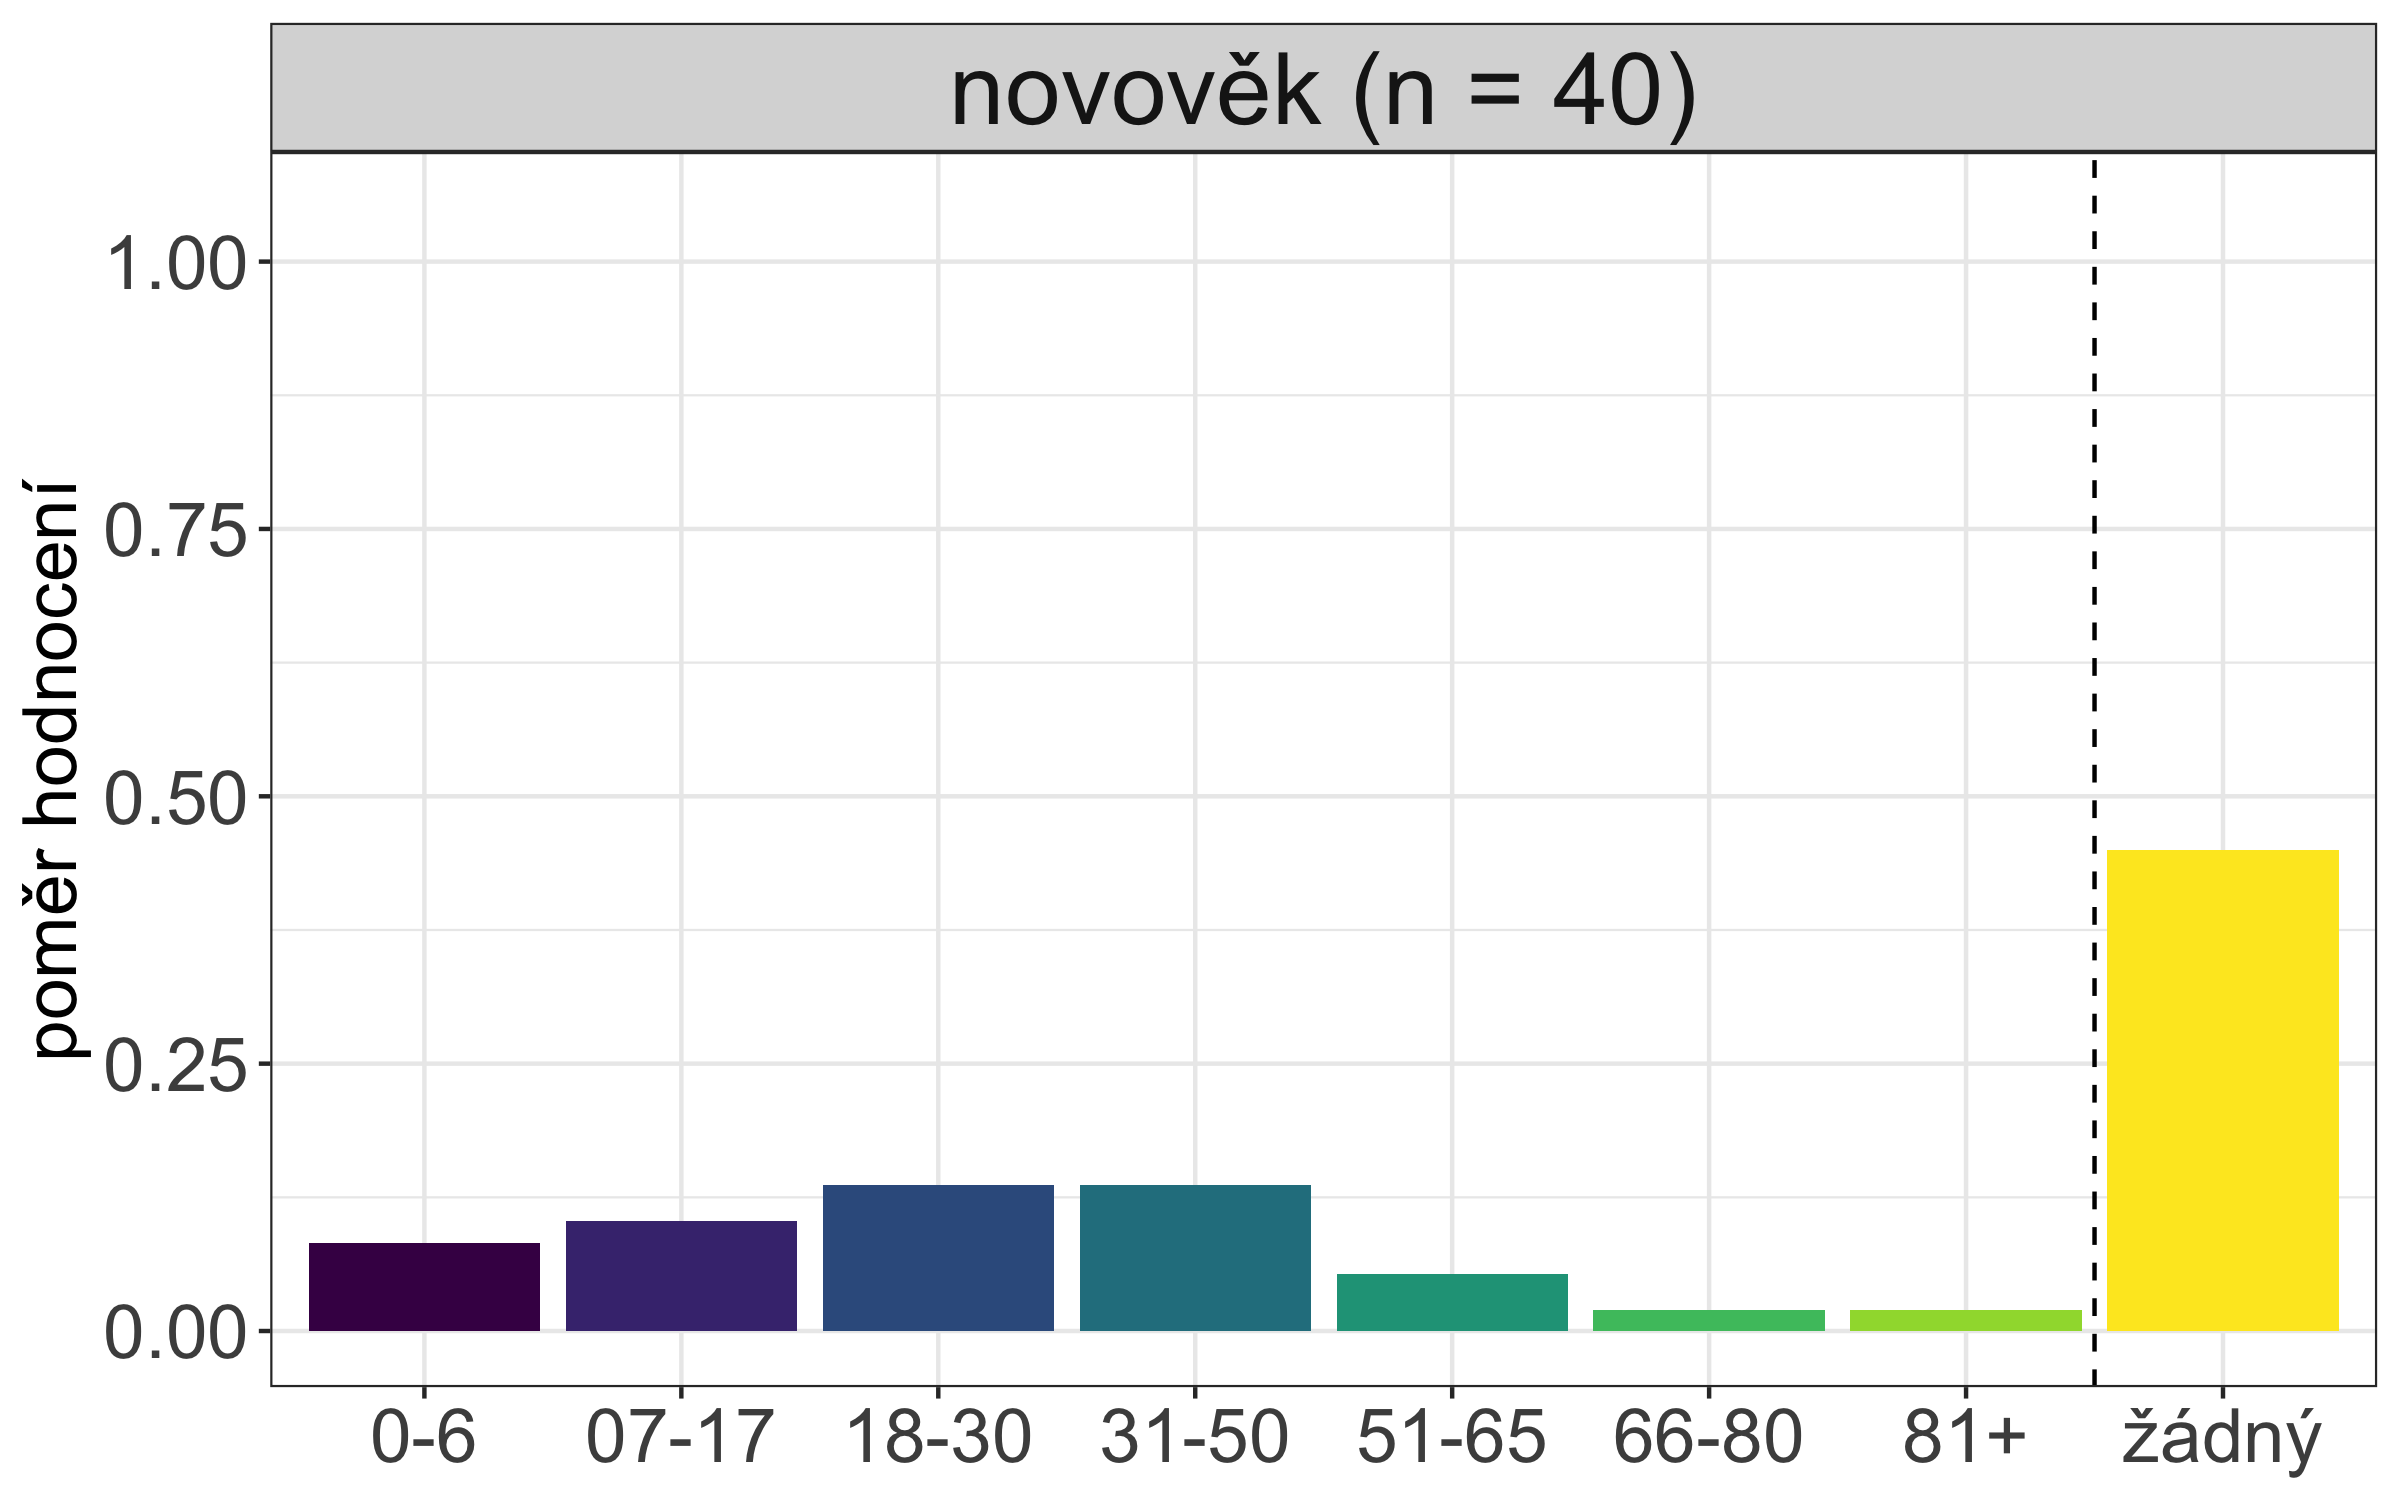 novověk (n = 40)
poměr hodnocení
1.00
0.75
0.50
0.25
0.00
0-6 07-17 18-30 31-50 51-65 66-80 81+ žádný